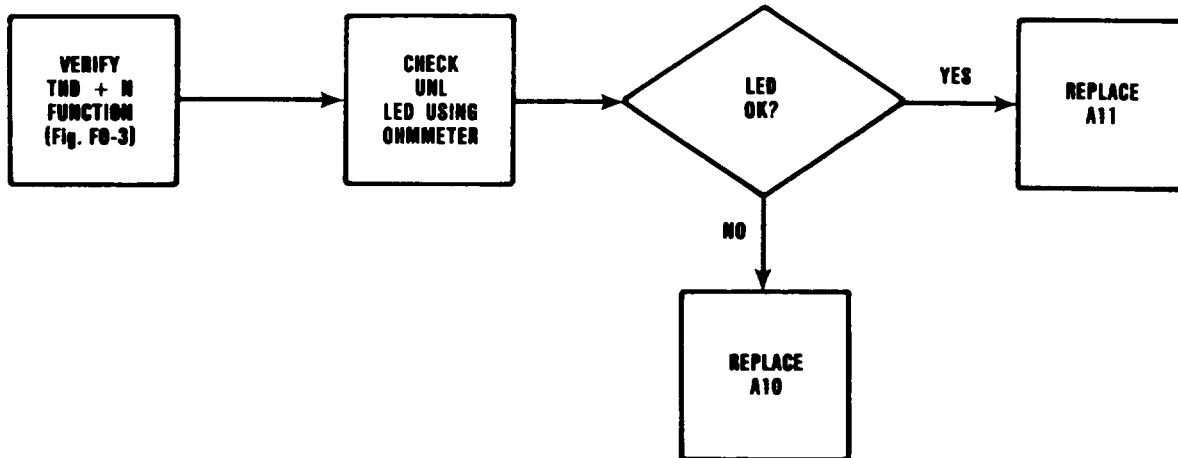 VERIFY
THD + N
FUNCTION
(Fig. FO-3)
CHECK
UNL
LED USING
OHMMETER
LED
OK?
YES
REPLACE
A11
NO
REPLACE
A10